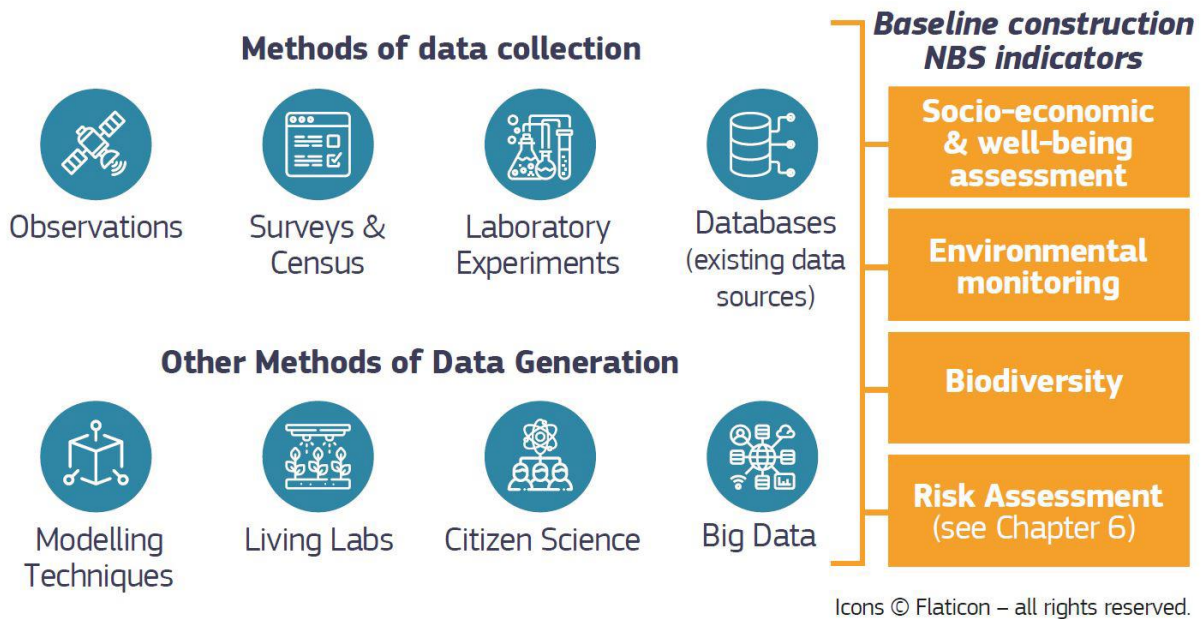 Methods of data collection
Observations
Surveys &
Census
Laboratory
Experiments
Databases
(existing data
sources)
Other Methods of Data Generation
Modelling
Techniques
Living Labs
Citizen Science
Big Data
Baseline construction
NBS indicators
Socio-economic
& well-being
assessment
Environmental
monitoring
Biodiversity
Risk Assessment
(see Chapter 6)
Icons © Flaticon – all rights reserved.